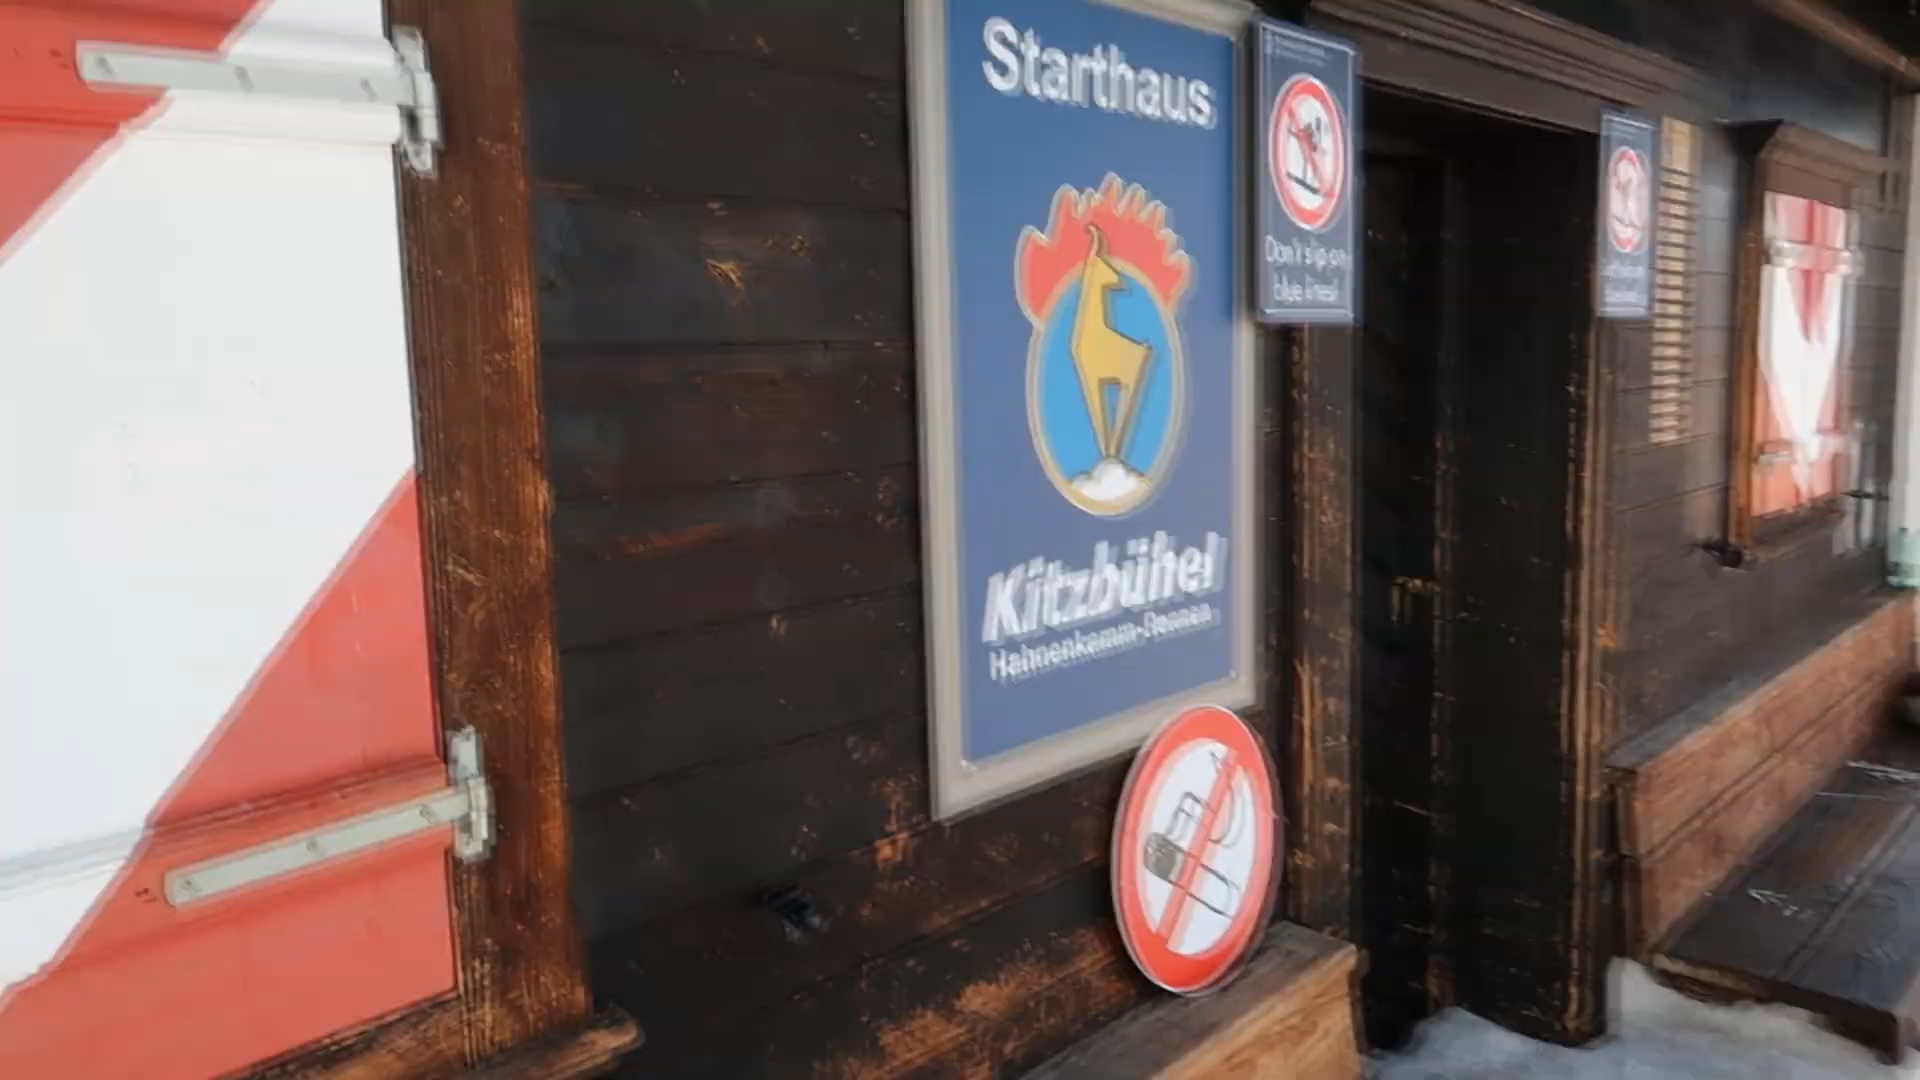 Starthaus
Kitzbühel
Hahnenkamm-Rennen
Don't slip on
blue lines!